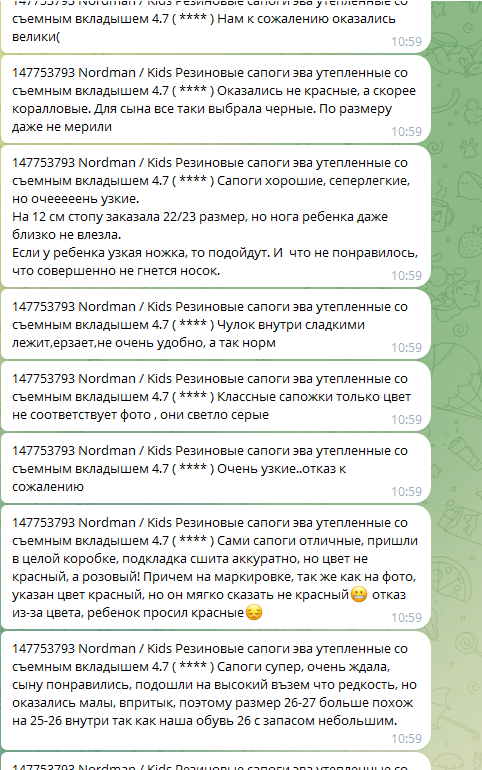 147753793 Nordman / Kids Резиновые сапоги эва утепленные со
съемным вкладышем 4.7 ( **** ) Нам к сожалению оказались
велики(
10:59
147753793 Nordman / Kids Резиновые сапоги эва утепленные со
съемным вкладышем 4.7 ( **** ) Оказались не красные, а скорее
коралловые. Для сына все таки выбрала черные. По размеру
даже не мерили
10:59
147753793 Nordman / Kids Резиновые сапоги эва утепленные со
съемным вкладышем 4.7 ( **** ) Сапоги хорошие, сеперлегкие,
но очееееень узкие.
На 12 см стопу заказала 22/23 размер, но нога ребенка даже
близко не влезла.
Если у ребенка узкая ножка, то подойдут. И  что не понравилось,
что совершенно не гнется носок.
10:59
147753793 Nordman / Kids Резиновые сапоги эва утепленные со
съемным вкладышем 4.7 ( **** ) Чулок внутри сладкими
лежит,ерзает,не очень удобно, а так норм
10:59
147753793 Nordman / Kids Резиновые сапоги эва утепленные со
съемным вкладышем 4.7 ( **** ) Классные сапожки только цвет
не соответствует фото , они светло серые
10:59
147753793 Nordman / Kids Резиновые сапоги эва утепленные со
съемным вкладышем 4.7 ( **** ) Очень узкие..отказ к
сожалению
10:59
147753793 Nordman / Kids Резиновые сапоги эва утепленные со
съемным вкладышем 4.7 ( **** ) Сами сапоги отличные, пришли
в целой коробке, подкладка сшита аккуратно, но цвет не
красный, а розовый! Причем на маркировке, так же как на фото,
указан цвет красный, но он мягко сказать не красный😬 отказ
из-за цвета, ребенок просил красные😔
10:59
147753793 Nordman / Kids Резиновые сапоги эва утепленные со
съемным вкладышем 4.7 ( **** ) Сапоги супер, очень ждала,
сыну понравились, подошли на высокий възем что редкость, но
оказались малы, впритык, поэтому размер 26-27 больше похож
на 25-26 внутри так как наша обувь 26 с запасом небольшим.
10:59
147753793 Nordman / Kids Резиновые сапоги эва утепленные со